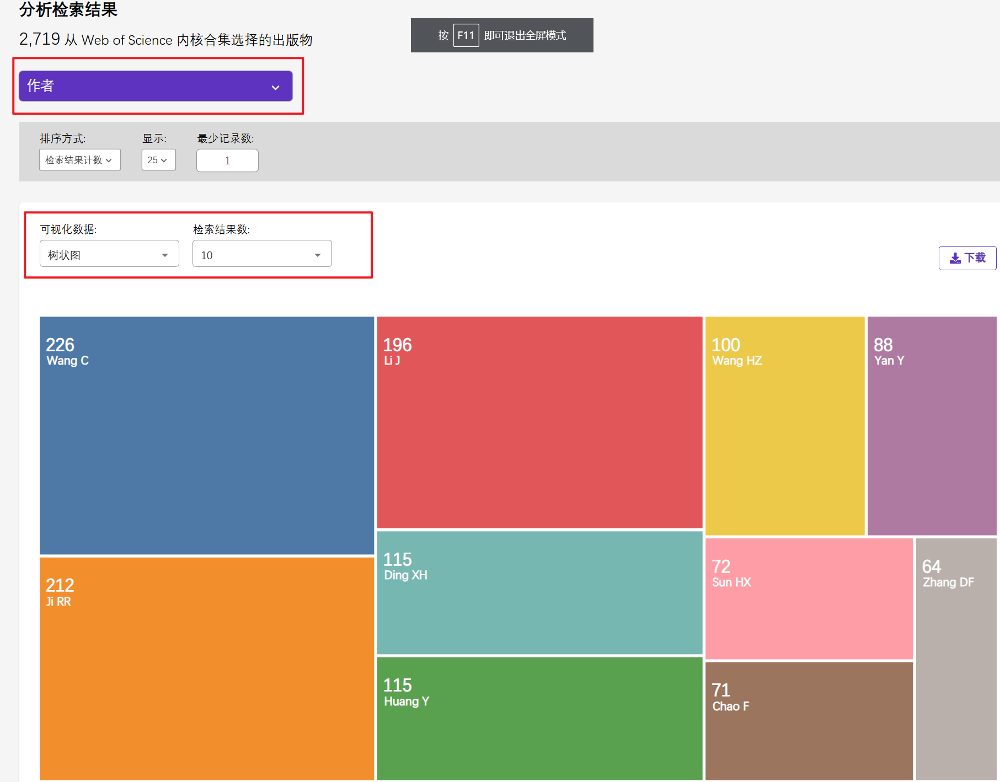 分析检索结果
2,719 从 Web of Science 内核合集选择的出版物
按 F11 即可退出全屏模式
作者
排序方式: 显示: 最少记录数:
检索结果计数 25 1
可视化数据: 检索结果数:
树状图 10
下载
226
Wang C
196
Li J
100
Wang HZ
88
Yan Y
212
Ji RR
115
Ding XH
72
Sun HX
64
Zhang DF
115
Huang Y
71
Chao F